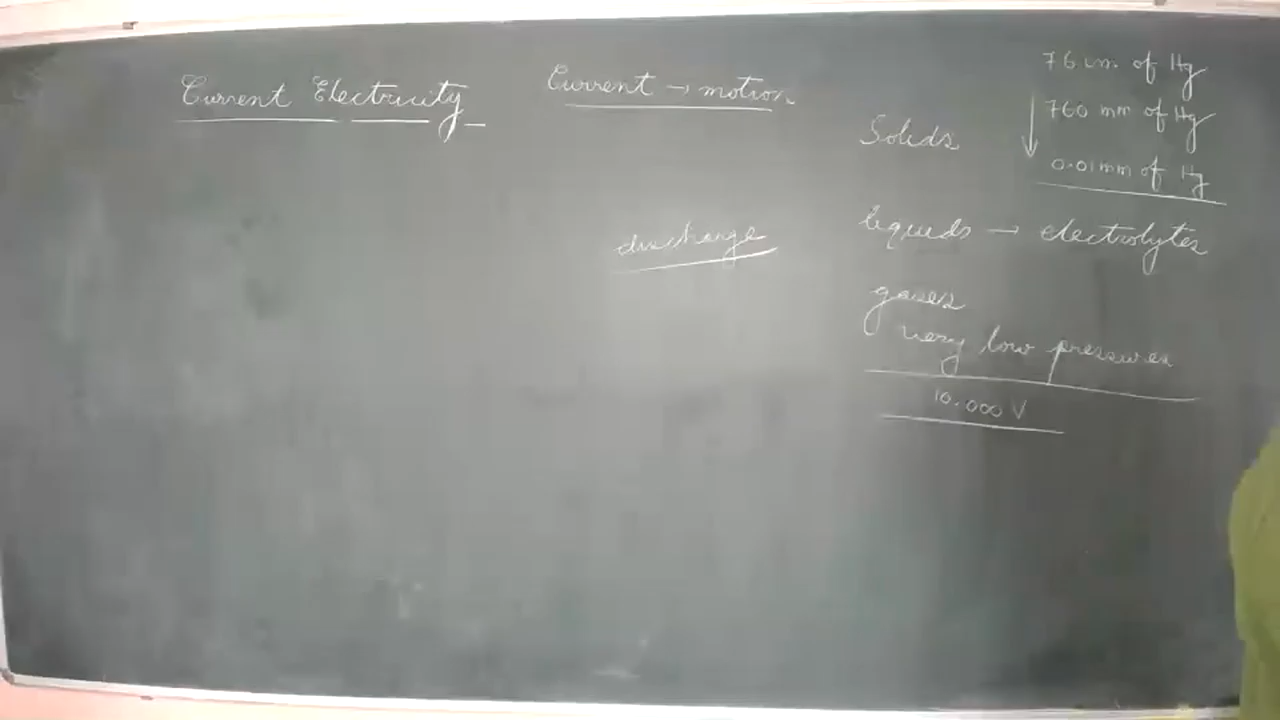 Current Electricity
Current → motion
76 cm of Hg
760 mm of Hg
0.01 mm of Hg
Solids
liquids → electrolytes
discharge
gases
very low pressures
10,000 V